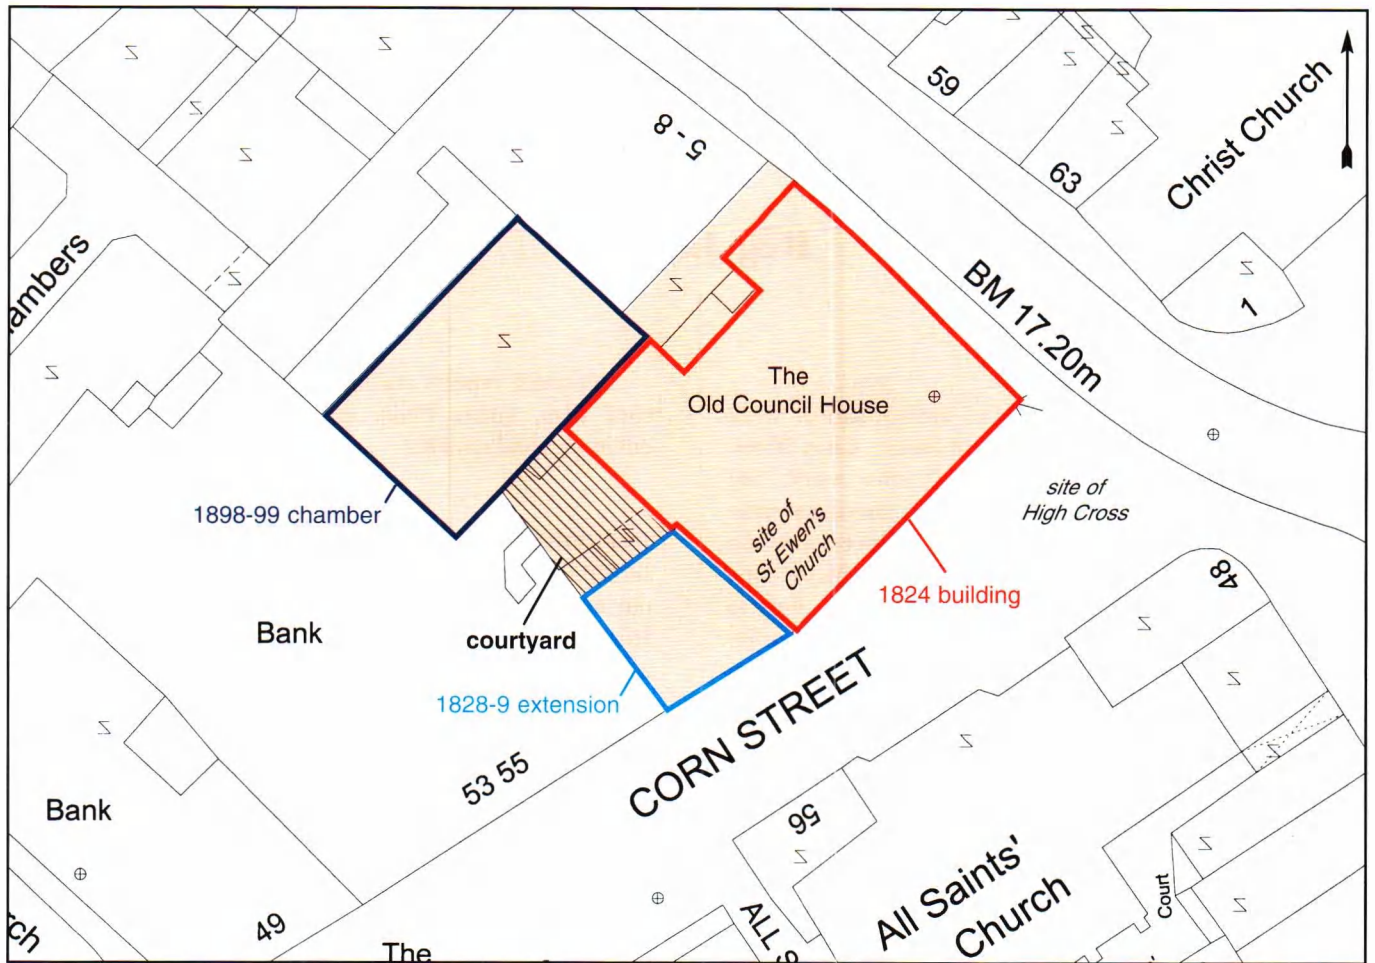 59
63
Christ Church
5 - 8
1
BM 17.20m
The
Old Council House
site of
High Cross
site of
St Ewen's
Church
1898-99 chamber
1824 building
courtyard
Bank
1828-9 extension
48
CORN STREET
53 55
Bank
56
All Saints'
Church
Court
49
The
ALL